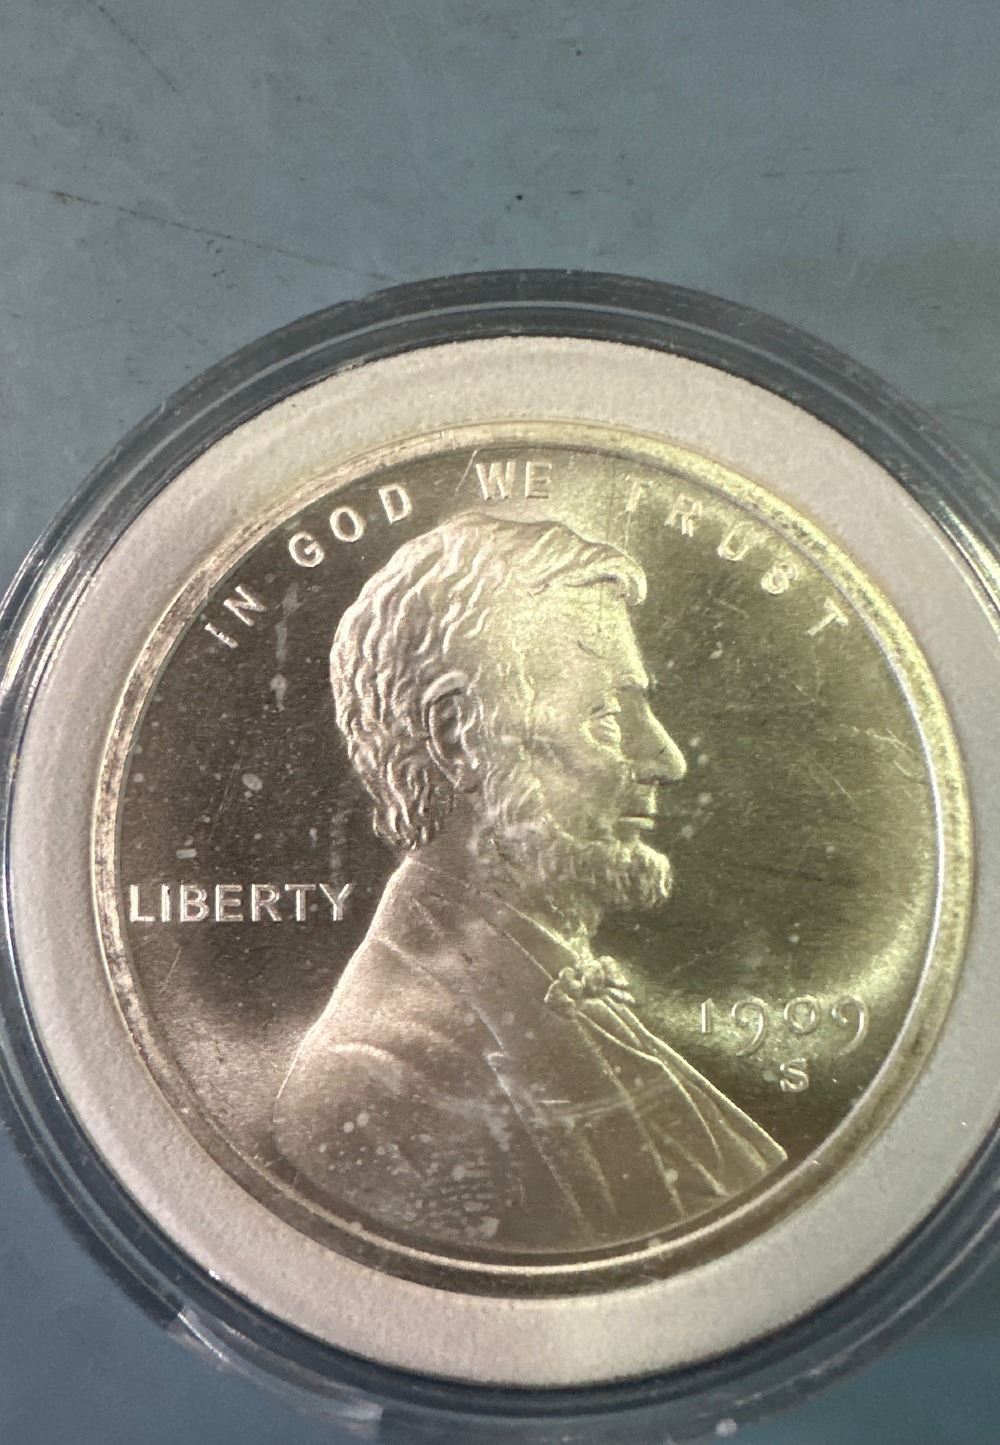 IN GOD WE TRUST
LIBERTY
1909
S